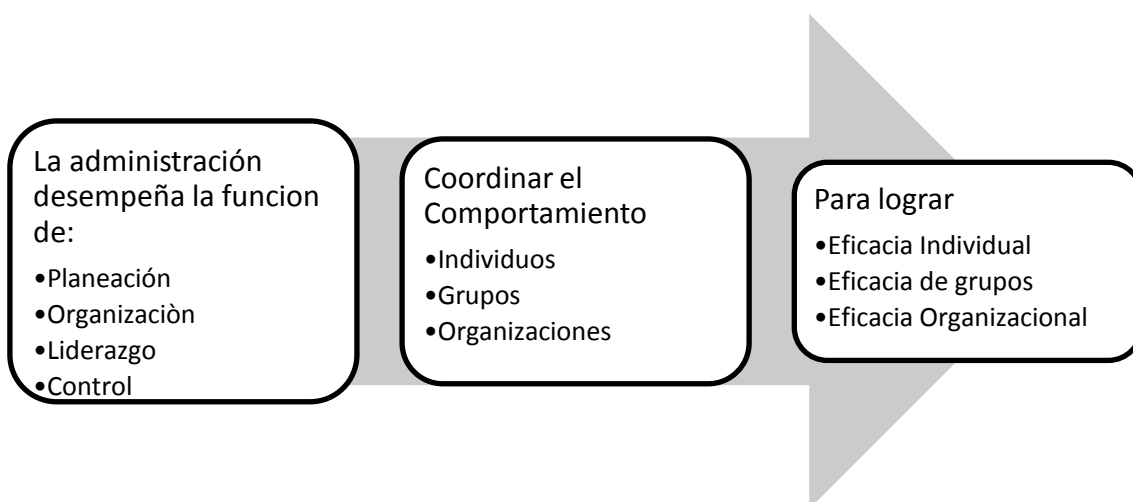 La administración
desempeña la funcion
de:
•Planeación
•Organizaciòn
•Liderazgo
•Control
Coordinar el
Comportamiento
•Individuos
•Grupos
•Organizaciones
Para lograr
•Eficacia Individual
•Eficacia de grupos
•Eficacia Organizacional